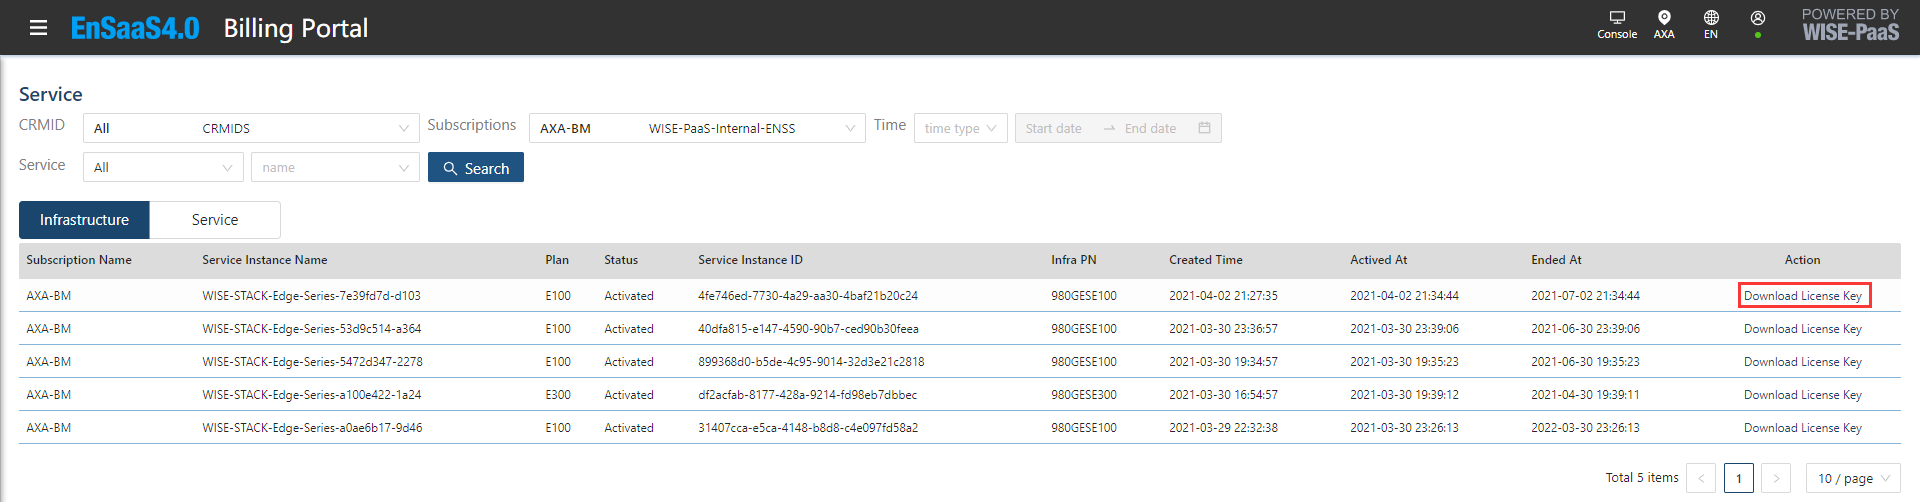 EnSaaS4.0 Billing Portal Console AXA EN POWERED BY WISE-PaaS
Service
CRMID All CRMIDS Subscriptions AXA-BM WISE-PaaS-Internal-ENSS Time time type Start date End date
Service All name Search
Infrastructure Service
Subscription Name Service Instance Name Plan Status Service Instance ID Infra PN Created Time Actived At Ended At Action
AXA-BM WISE-STACK-Edge-Series-7e39fd7d-d103 E100 Activated 4fe746ed-7730-4a29-aa30-4baf21b20c24 980GESE100 2021-04-02 21:27:35 2021-04-02 21:34:44 2021-07-02 21:34:44 Download License Key
AXA-BM WISE-STACK-Edge-Series-53d9c514-a364 E100 Activated 40dfa815-e147-4590-90b7-ced90b30feea 980GESE100 2021-03-30 23:36:57 2021-03-30 23:39:06 2021-06-30 23:39:06 Download License Key
AXA-BM WISE-STACK-Edge-Series-5472d347-2278 E100 Activated 899368d0-b5de-4c95-9014-32d3e21c2818 980GESE100 2021-03-30 19:34:57 2021-03-30 19:35:23 2021-06-30 19:35:23 Download License Key
AXA-BM WISE-STACK-Edge-Series-a100e422-1a24 E300 Activated df2acfab-8177-428a-9214-fd98eb7dbbec 980GESE300 2021-03-30 16:54:57 2021-03-30 19:39:12 2021-04-30 19:39:11 Download License Key
AXA-BM WISE-STACK-Edge-Series-a0ae6b17-9d46 E100 Activated 31407cca-e5ca-4148-b8d8-c4e097fd58a2 980GESE100 2021-03-29 22:32:38 2021-03-30 23:26:13 2022-03-30 23:26:13 Download License Key
Total 5 items < 1 > 10 / page